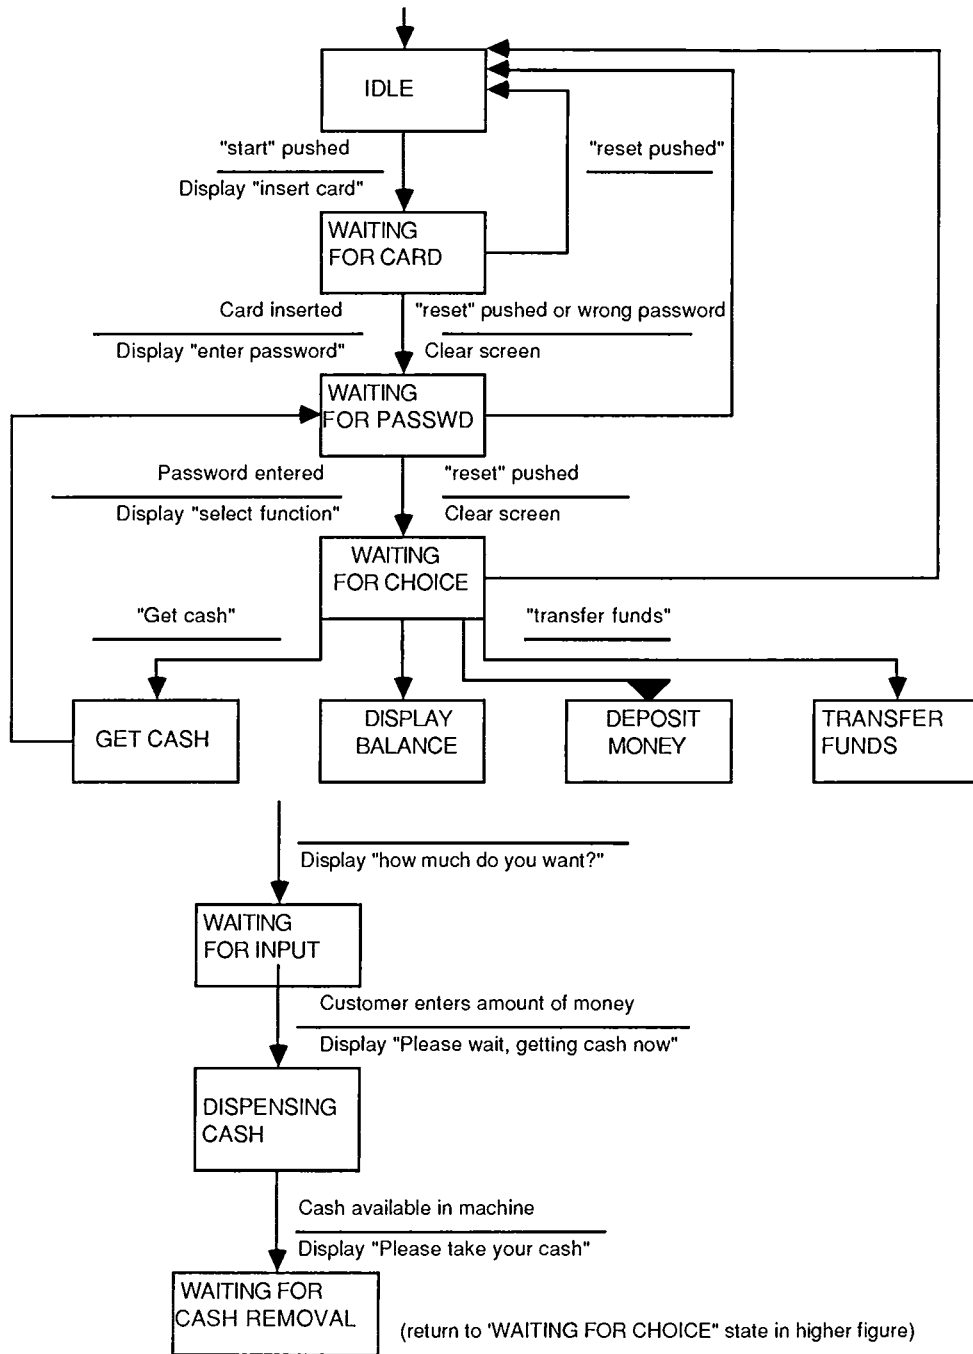 IDLE
"start" pushed
"reset pushed"
Display "insert card"
WAITING
FOR CARD
Card inserted
"reset" pushed or wrong password
Display "enter password"
Clear screen
WAITING
FOR PASSWD
Password entered
"reset" pushed
Display "select function"
Clear screen
WAITING
FOR CHOICE
"Get cash"
"transfer funds"
GET CASH
DISPLAY
BALANCE
DEPOSIT
MONEY
TRANSFER
FUNDS
Display "how much do you want?"
WAITING
FOR INPUT
Customer enters amount of money
Display "Please wait, getting cash now"
DISPENSING
CASH
Cash available in machine
Display "Please take your cash"
WAITING FOR
CASH REMOVAL
(return to 'WAITING FOR CHOICE" state in higher figure)